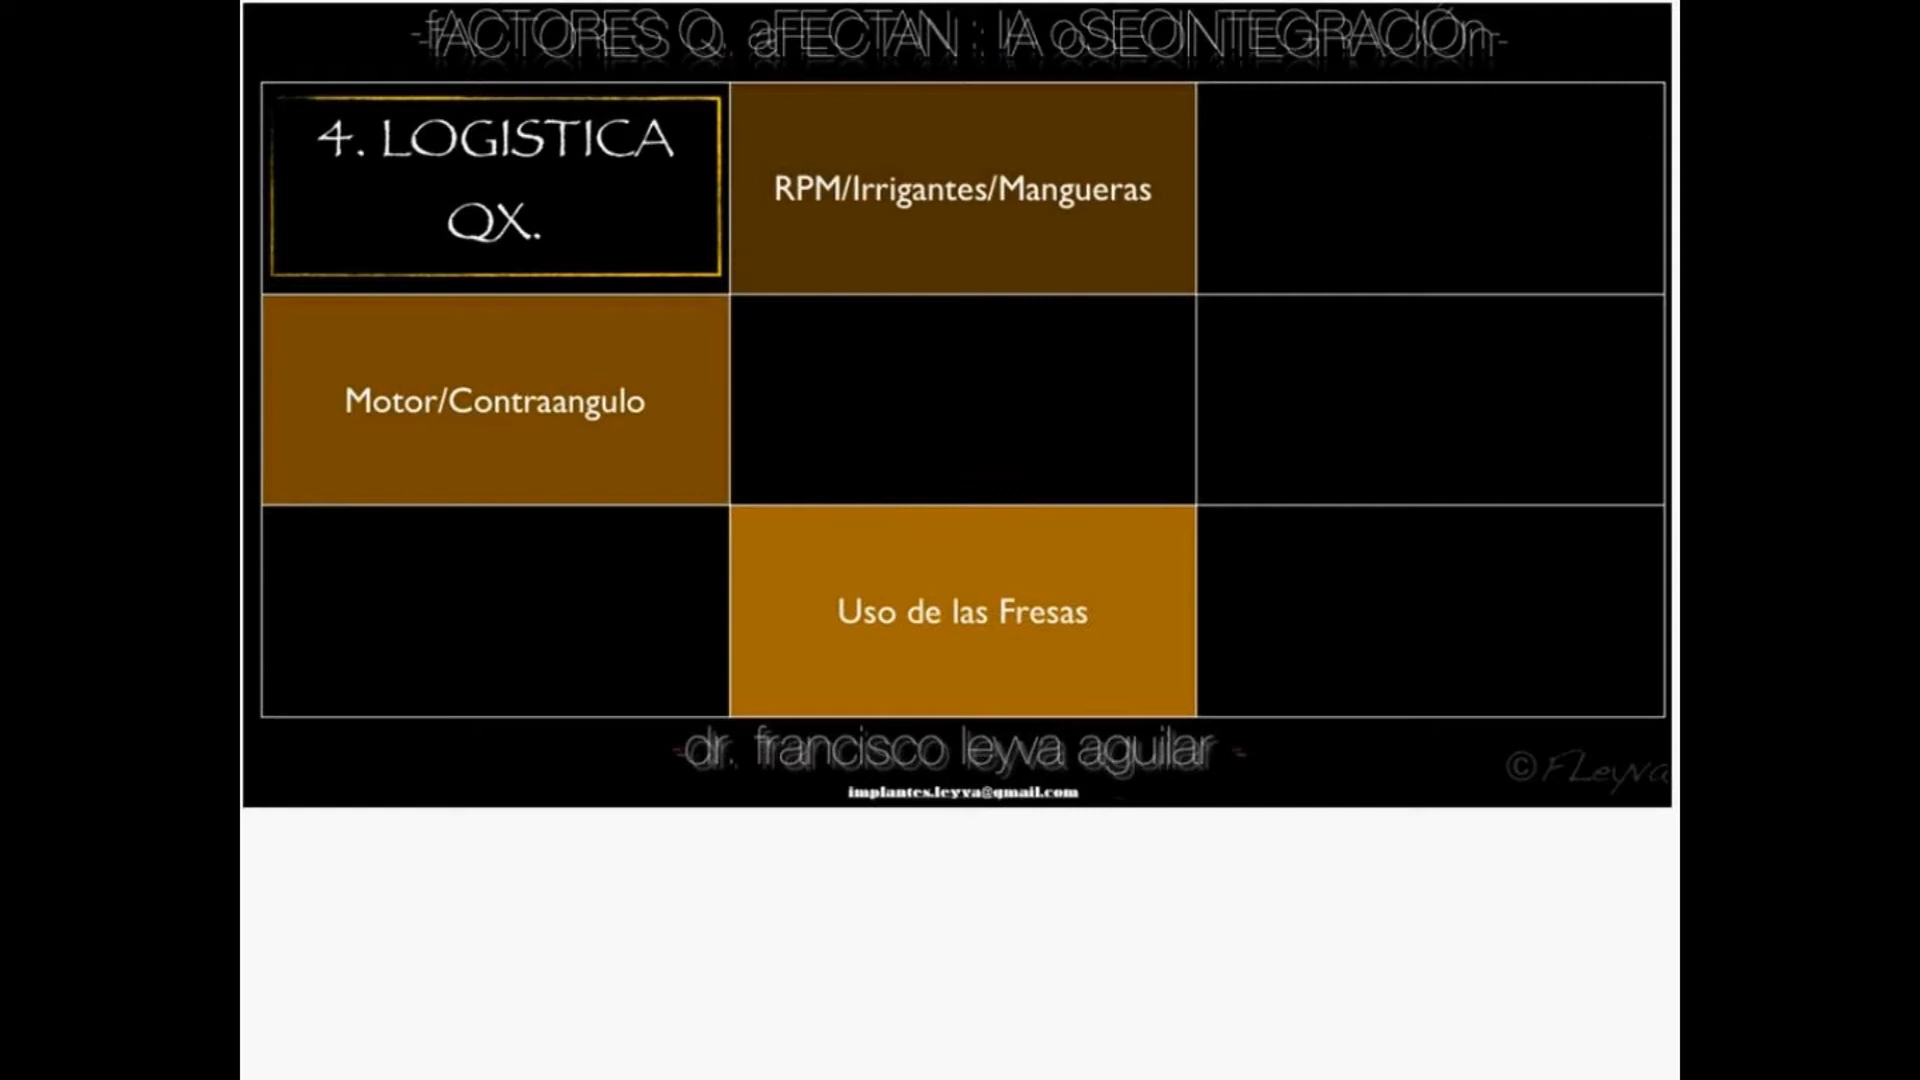 -fACTORES Q. aFECTAN : lA oSEOINTEGRACIÓn-
4. LOGISTICA
QX.
RPM/Irrigantes/Mangueras
Motor/Contraangulo
Uso de las Fresas
-dr. francisco leyva aguilar -
implantes.leyva@gmail.com
©FLeyva